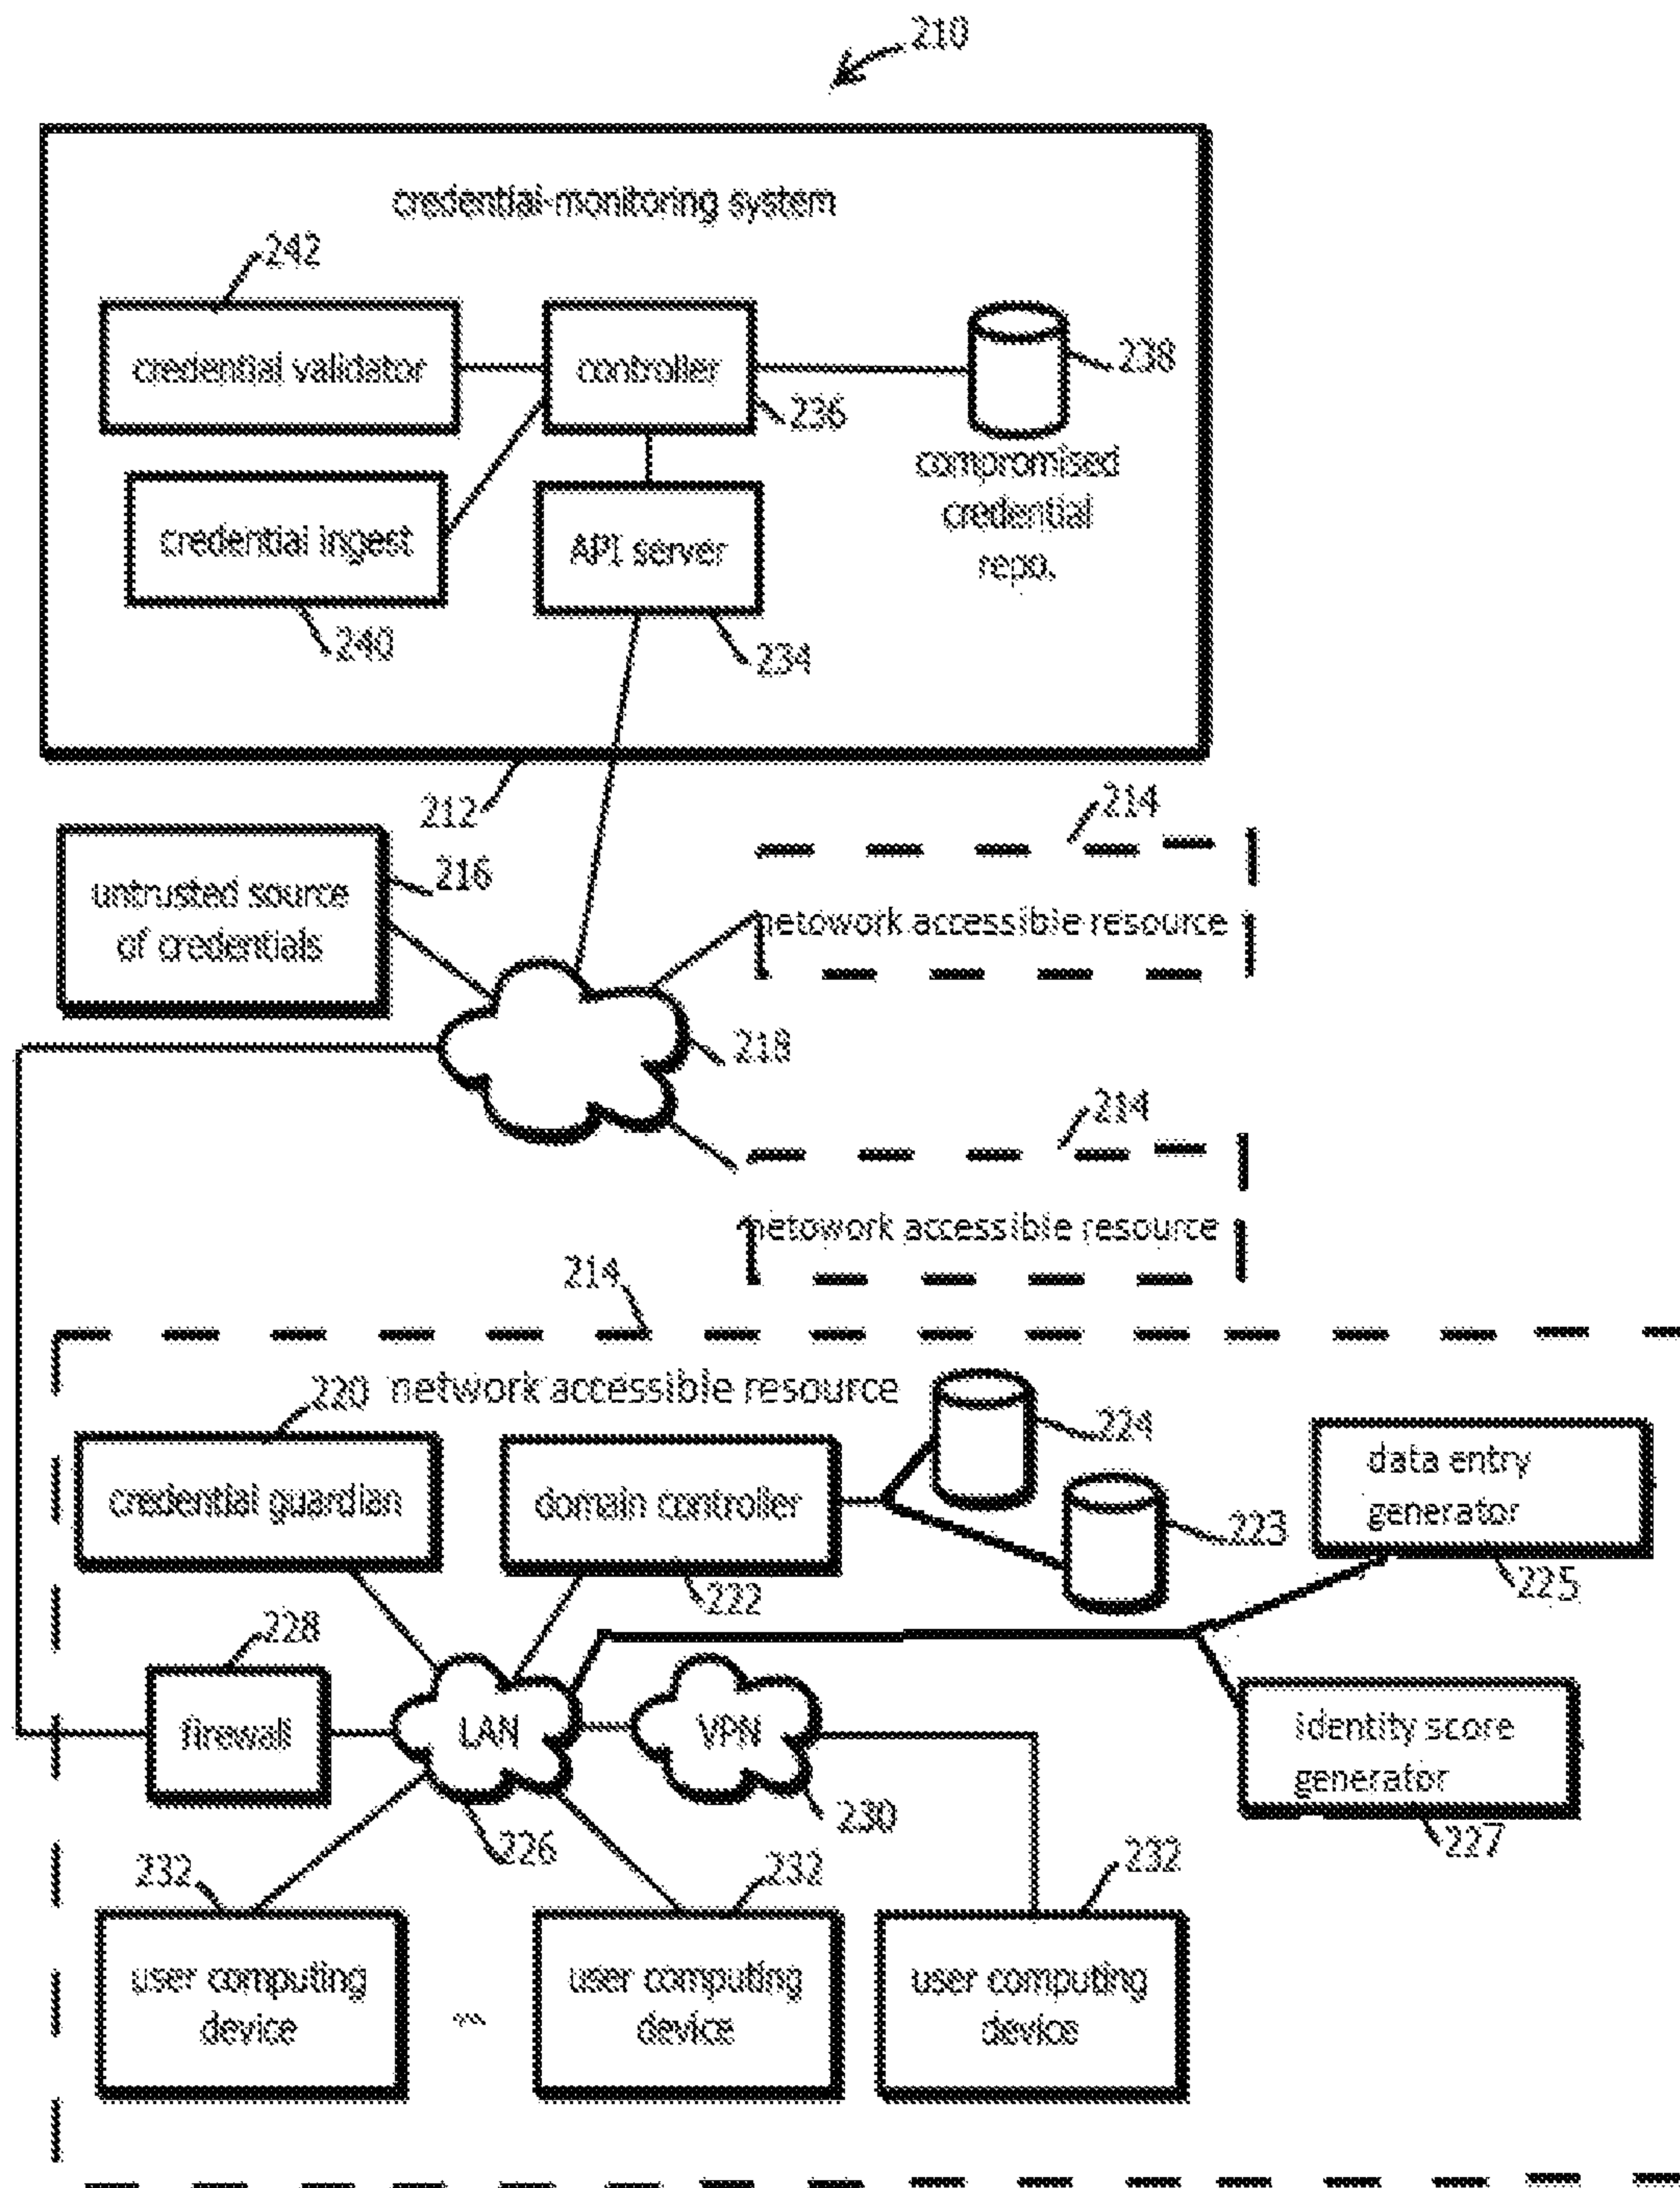 210
credential-monitoring system
242
credential validator
controller
238
236
compromised
credential
repo.
credential ingest
API server
240
234
212
214
216
untrusted source
of credentials
netowork accessible resource
218
214
netowork accessible resource
214
220
network accessible resource
224
credential guardian
domain controller
data entry
generator
223
222
225
228
firewall
LAN
VPN
identity score
generator
230
226
227
232
232
232
user computing
device
...
user computing
device
user computing
device